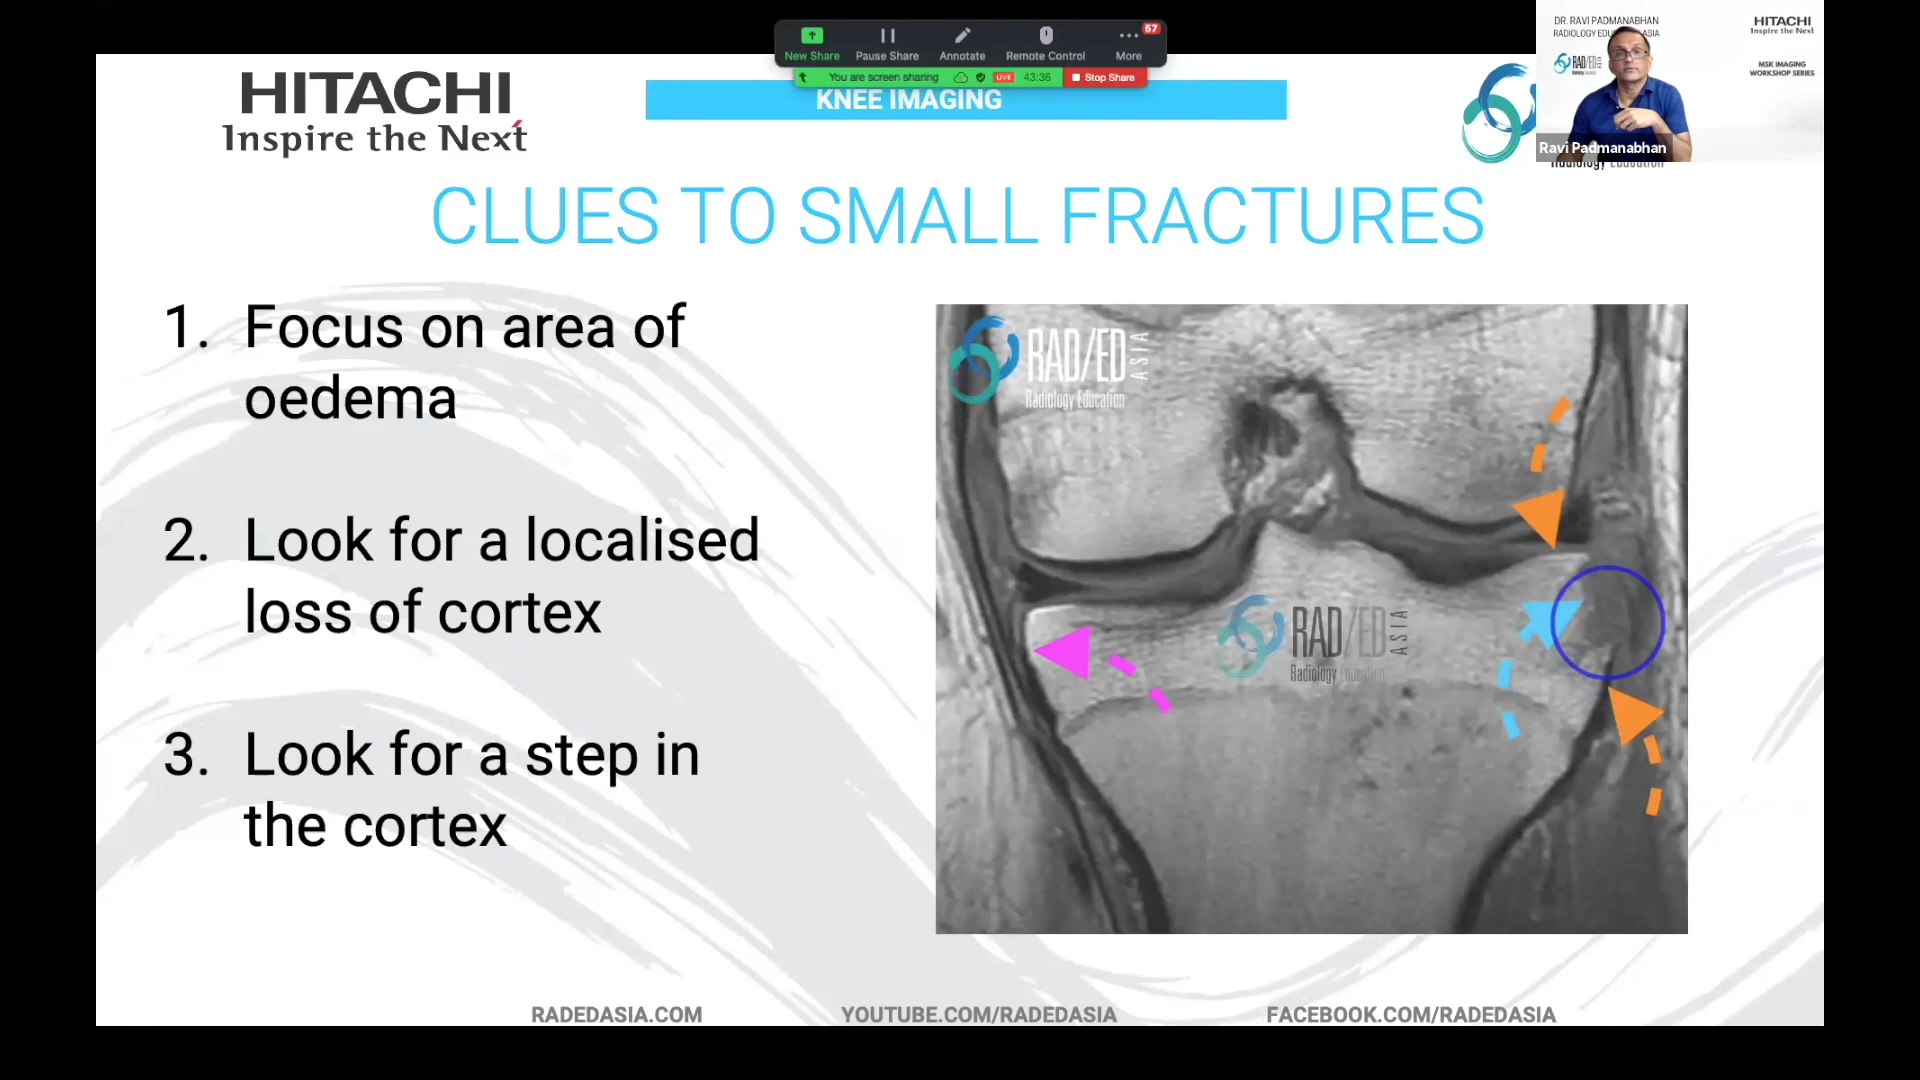 New Share
Pause Share
Annotate
Remote Control
More
67
You are screen sharing
LIVE
43:36
Stop Share
DR. RAVI PADMANABHAN
HITACHI
Inspire the Next
RAD/ED ASIA
MSK IMAGING
WORKSHOP SERIES
Ravi Padmanabhan
HITACHI
Inspire the Next
KNEE IMAGING
Radiology Education
CLUES TO SMALL FRACTURES
1. Focus on area of
oedema
2. Look for a localised
loss of cortex
3. Look for a step in
the cortex
RAD/ED ASIA
Radiology Education
RAD/ED ASIA
Radiology Education
RADEDASIA.COM
YOUTUBE.COM/RADEDASIA
FACEBOOK.COM/RADEDASIA